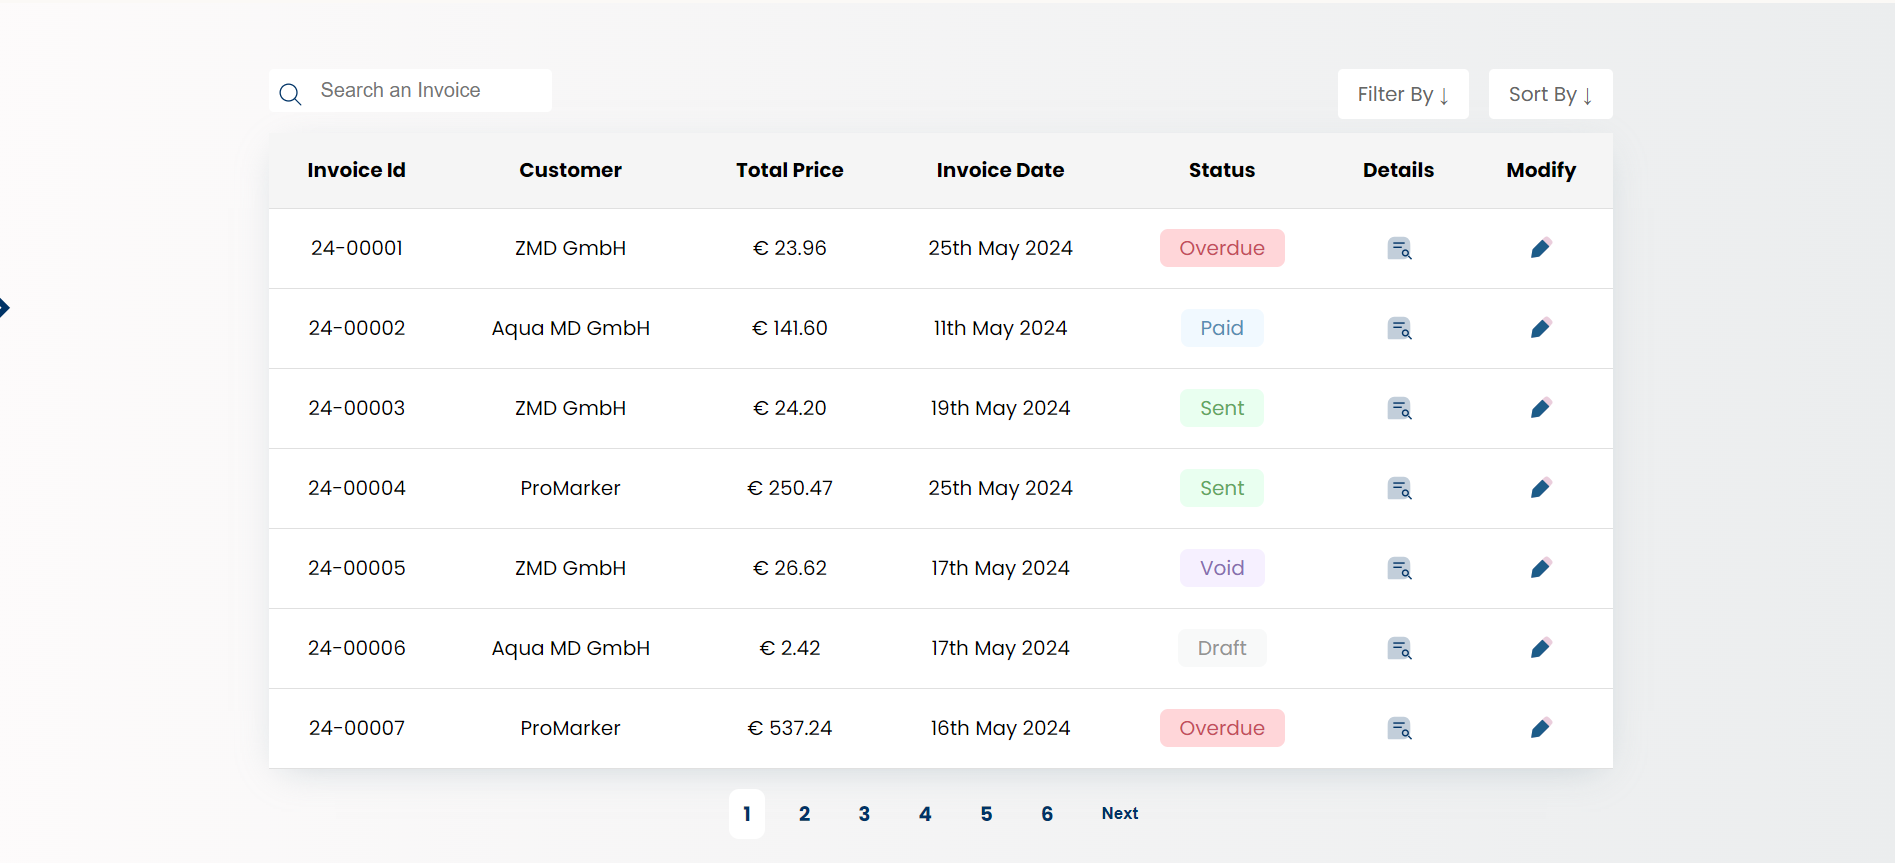 Search an Invoice
Filter By ↓ Sort By ↓
Invoice Id Customer Total Price Invoice Date Status Details Modify
24-00001 ZMD GmbH € 23.96 25th May 2024 Overdue
24-00002 Aqua MD GmbH € 141.60 11th May 2024 Paid
24-00003 ZMD GmbH € 24.20 19th May 2024 Sent
24-00004 ProMarker € 250.47 25th May 2024 Sent
24-00005 ZMD GmbH € 26.62 17th May 2024 Void
24-00006 Aqua MD GmbH € 2.42 17th May 2024 Draft
24-00007 ProMarker € 537.24 16th May 2024 Overdue
1 2 3 4 5 6 Next